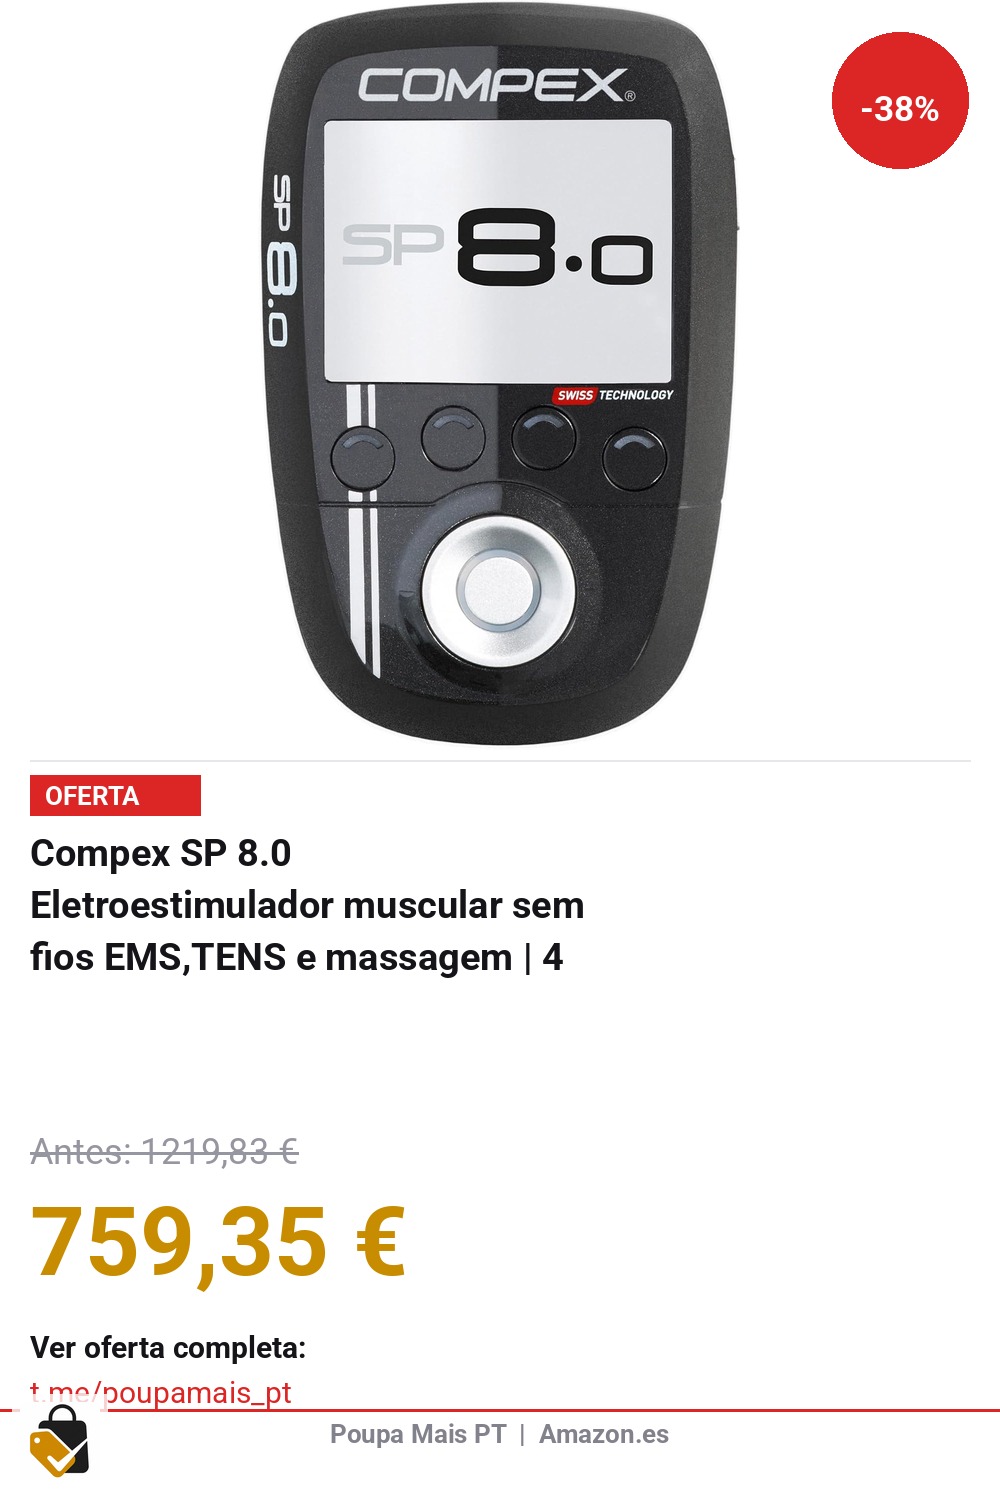 COMPEX®
-38%
SP 8.0
SP 8.0
SWISS TECHNOLOGY
OFERTA
Compex SP 8.0
Eletroestimulador muscular sem
fios EMS,TENS e massagem | 4
Antes: 1219,83 €
759,35 €
Ver oferta completa:
t.me/poupamais_pt
Poupa Mais PT | Amazon.es